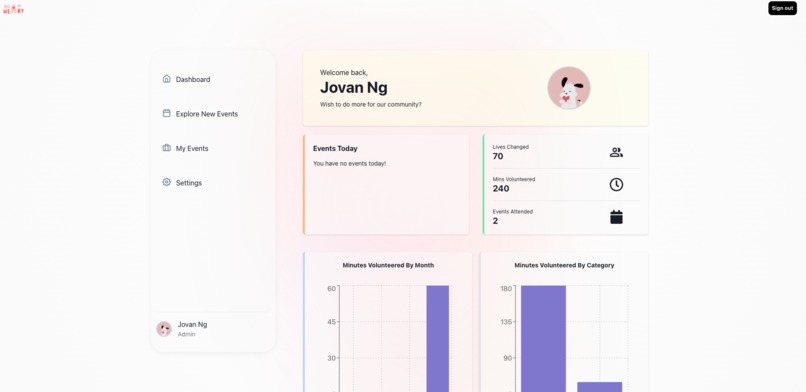 HEART
Sign out
Dashboard
Explore New Events
My Events
Settings
Jovan Ng
Admin
Welcome back,
Jovan Ng
Wish to do more for our community?
Events Today
You have no events today!
Lives Changed
70
Mins Volunteered
240
Events Attended
2
Minutes Volunteered By Month
60
45
30
Minutes Volunteered By Category
180
135
90